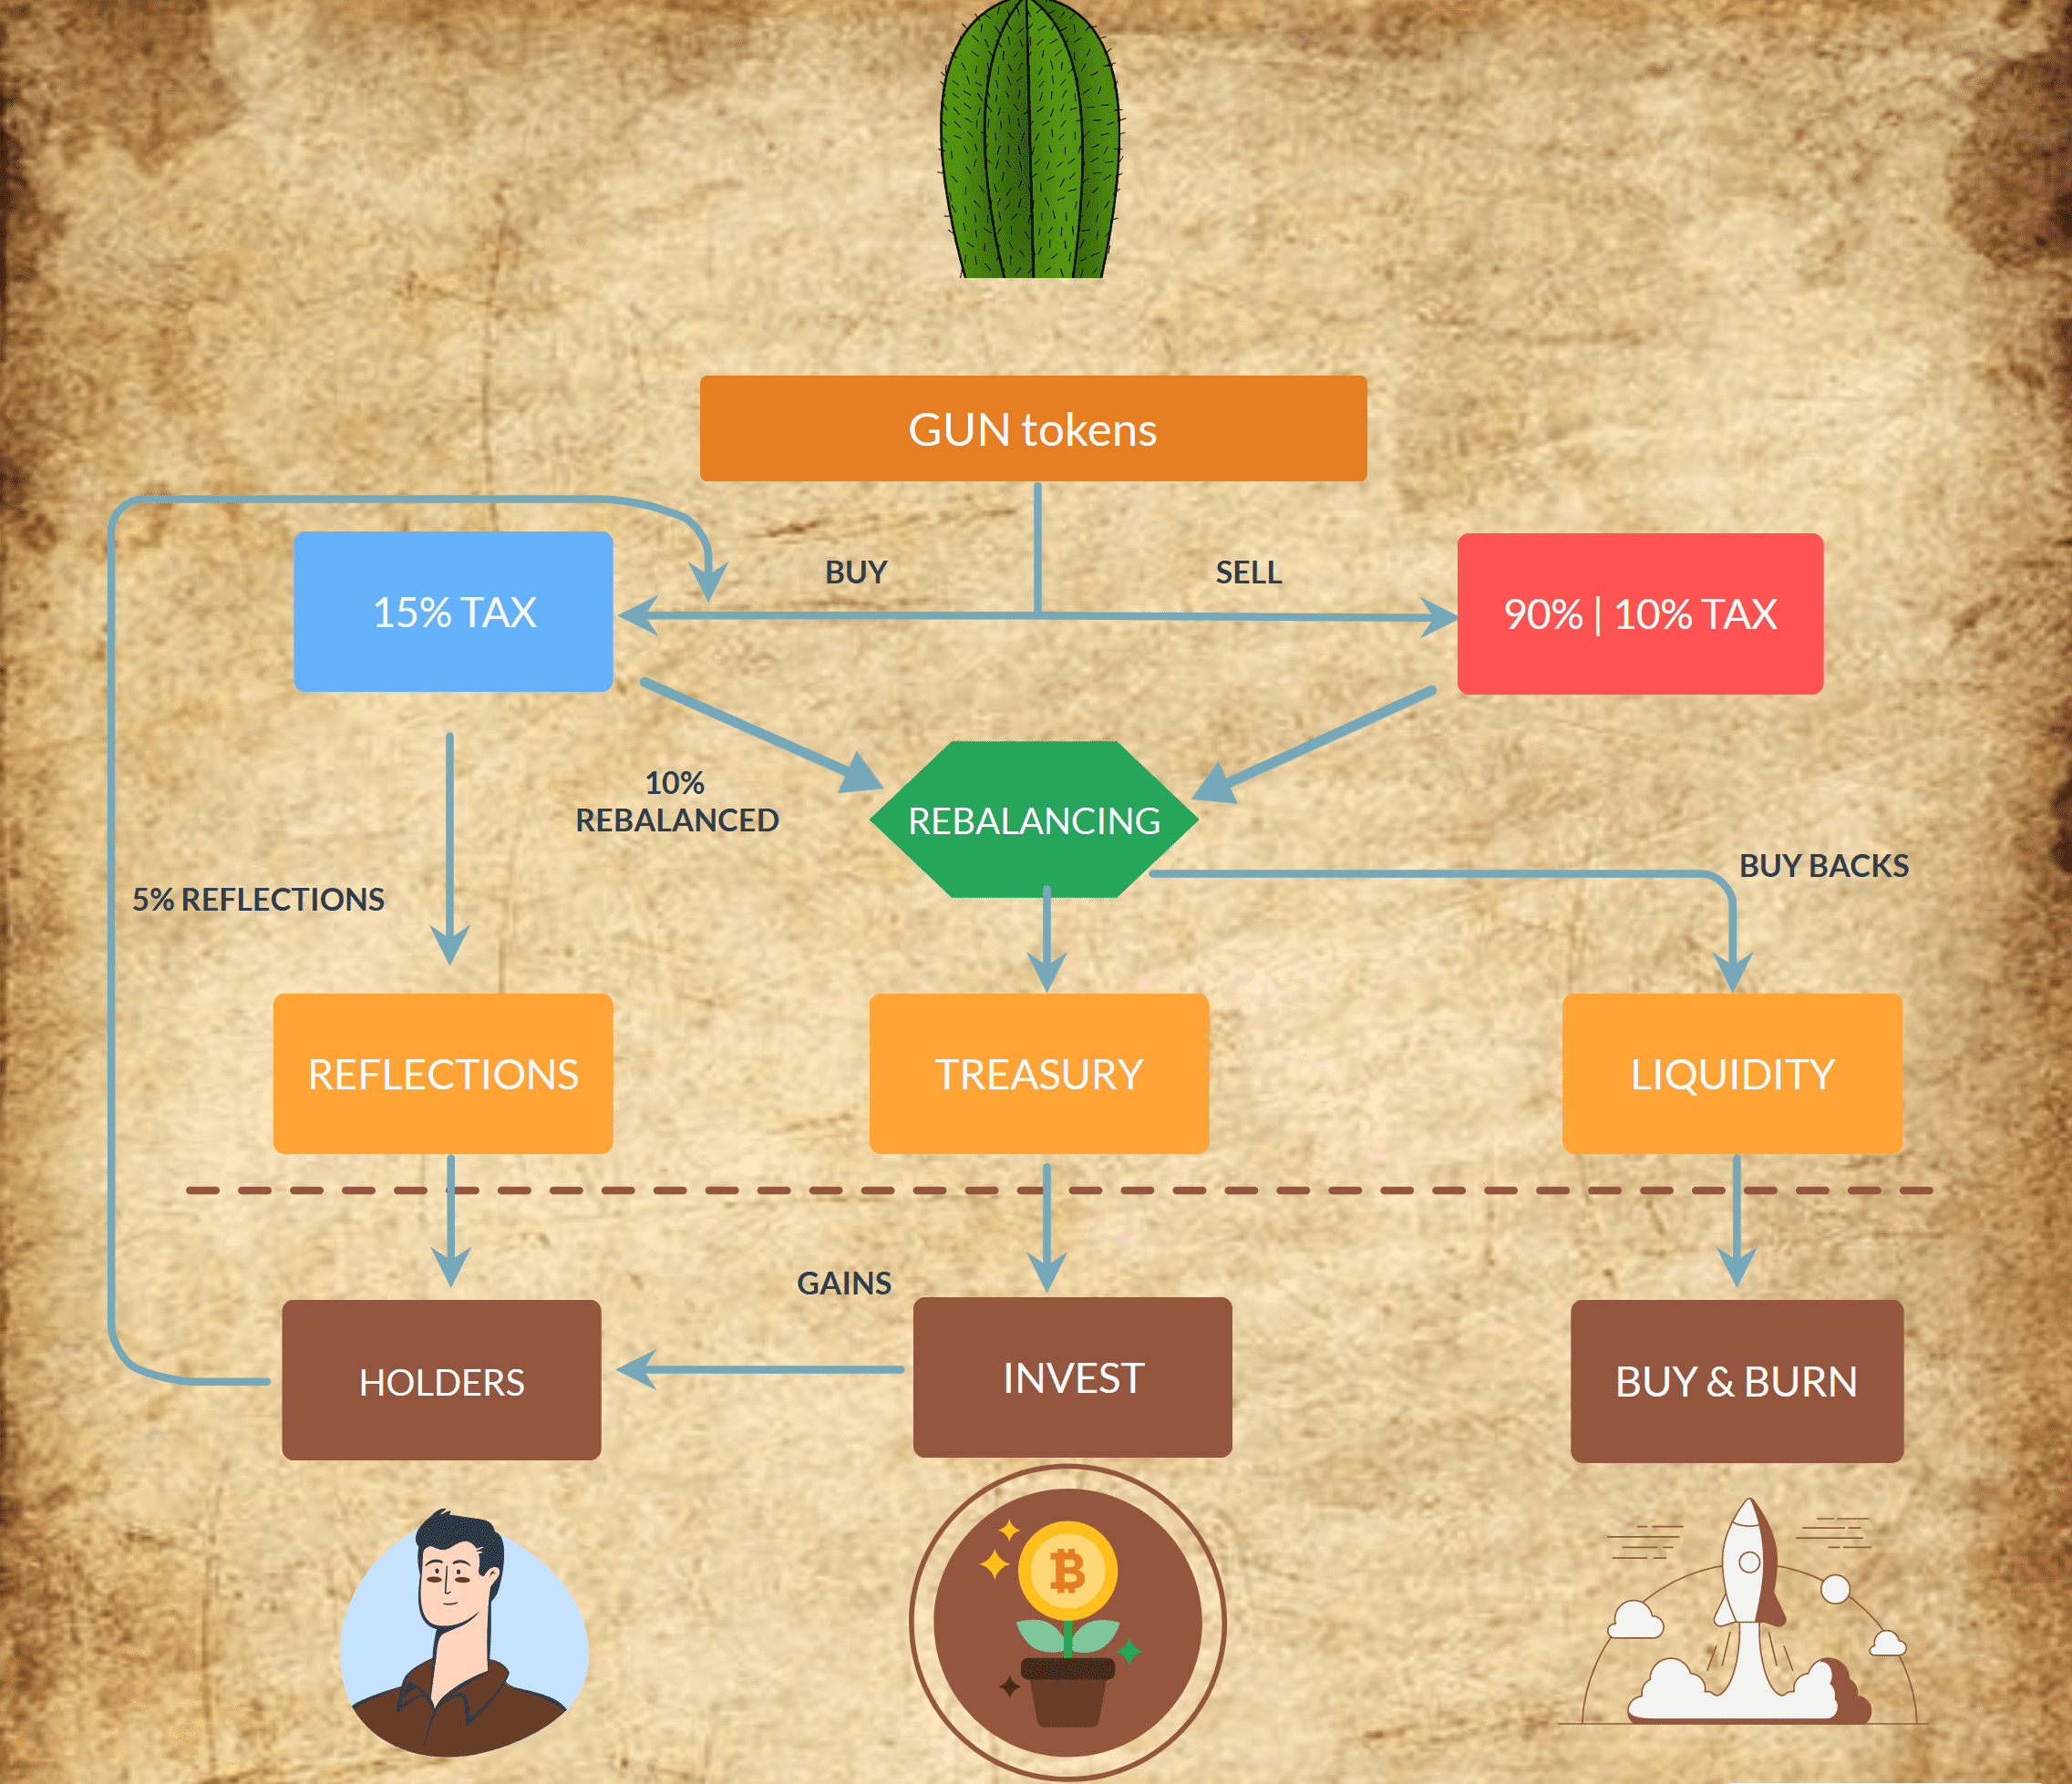 GUN tokens
BUY
SELL
15% TAX
90% | 10% TAX
10%
REBALANCED
REBALANCING
BUY BACKS
5% REFLECTIONS
REFLECTIONS
TREASURY
LIQUIDITY
GAINS
HOLDERS
INVEST
BUY & BURN